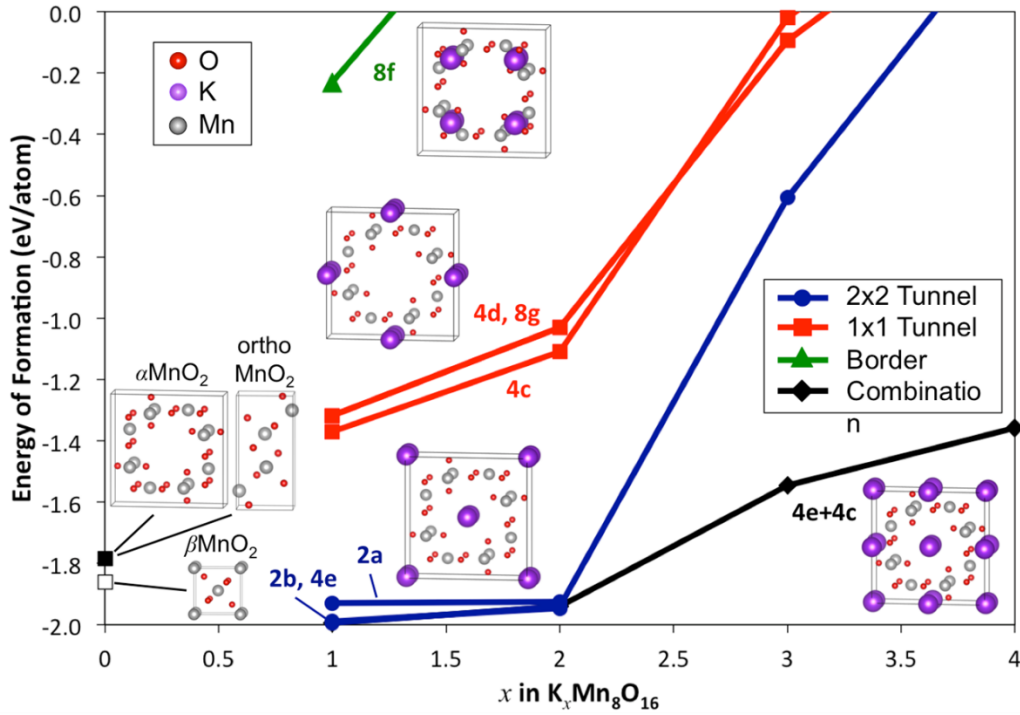 0.0
-0.2
-0.4
-0.6
-0.8
-1.0
-1.2
-1.4
-1.6
-1.8
-2.0
Energy of Formation (eV/atom)
O
K
Mn
8f
4d, 8g
4c
αMnO2
ortho
MnO2
βMnO2
2b, 4e
2a
4e+4c
2x2 Tunnel
1x1 Tunnel
Border
Combinatio
n
0
0.5
1
1.5
2
2.5
3
3.5
4
x in KxMn8O16